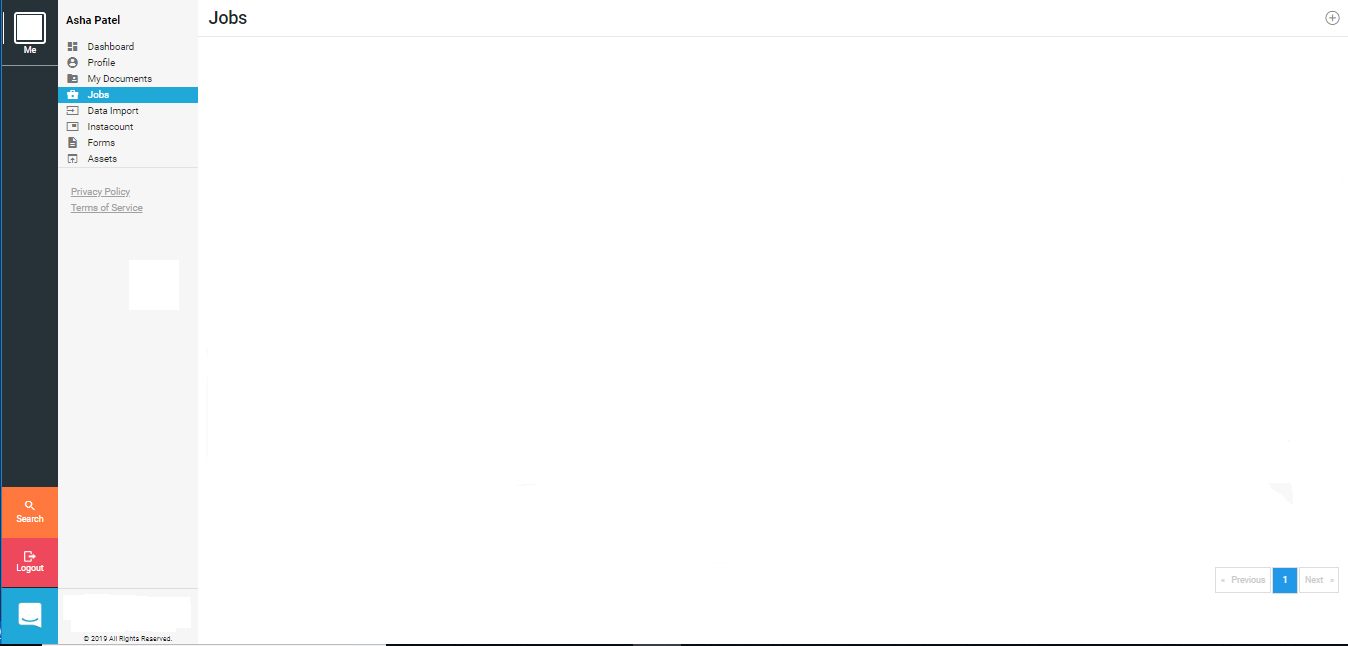 Me
Search
Logout
Asha Patel
Dashboard
Profile
My Documents
Jobs
Data Import
Instacount
Forms
Assets
Privacy Policy
Terms of Service
© 2019 All Rights Reserved.
Jobs
« Previous 1 Next »